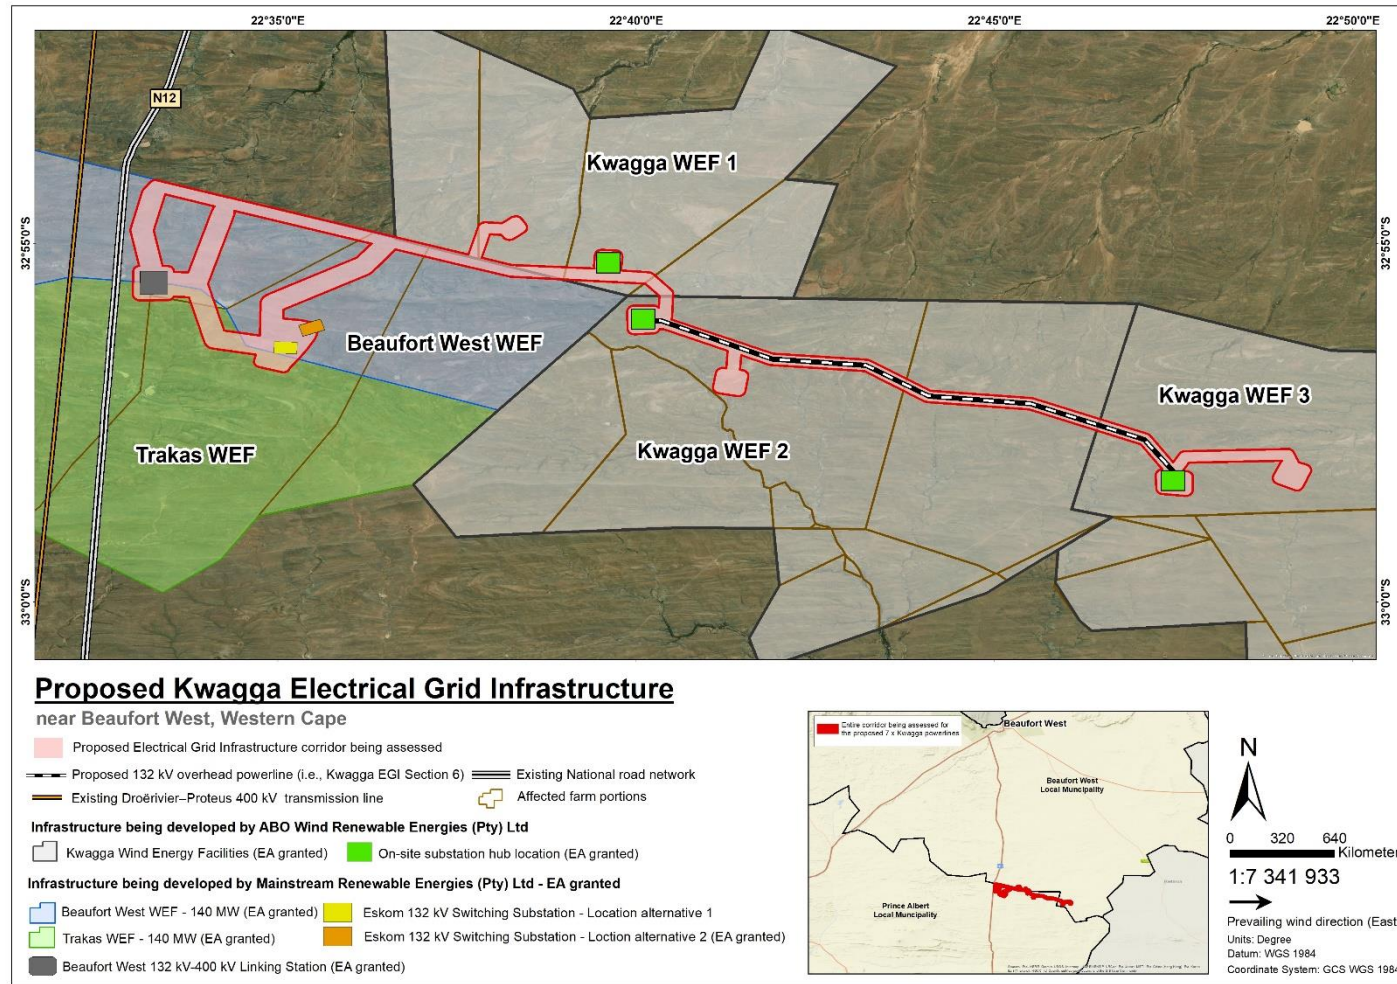 22°35'0"E
22°40'0"E
22°45'0"E
22°50'0"E
N12
Kwagga WEF 1
32°55'0"S
32°55'0"S
Beaufort West WEF
Kwagga WEF 3
Trakas WEF
Kwagga WEF 2
33°0'0"S
33°0'0"S
Proposed Kwagga Electrical Grid Infrastructure
near Beaufort West, Western Cape
Proposed Electrical Grid Infrastructure corridor being assessed
Proposed 132 kV overhead powerline (i.e., Kwagga EGI Section 6)
Existing National road network
Existing Droërivier–Proteus 400 kV transmission line
Affected farm portions
Infrastructure being developed by ABO Wind Renewable Energies (Pty) Ltd
Kwagga Wind Energy Facilities (EA granted)
On-site substation hub location (EA granted)
Infrastructure being developed by Mainstream Renewable Energies (Pty) Ltd - EA granted
Beaufort West WEF - 140 MW (EA granted)
Eskom 132 kV Switching Substation - Location alternative 1
Trakas WEF - 140 MW (EA granted)
Eskom 132 kV Switching Substation - Loction alternative 2 (EA granted)
Beaufort West 132 kV-400 kV Linking Station (EA granted)
Entire corridor being assessed for
the proposed 7 x Kwagga powerlines
Beaufort West
Beaufort West
Local Muncipality
Prince Albert
Local Municipality
N
0 320 640
Kilometer
1:7 341 933
Prevailing wind direction (East
Units: Degree
Datum: WGS 1984
Coordinate System: GCS WGS 1984